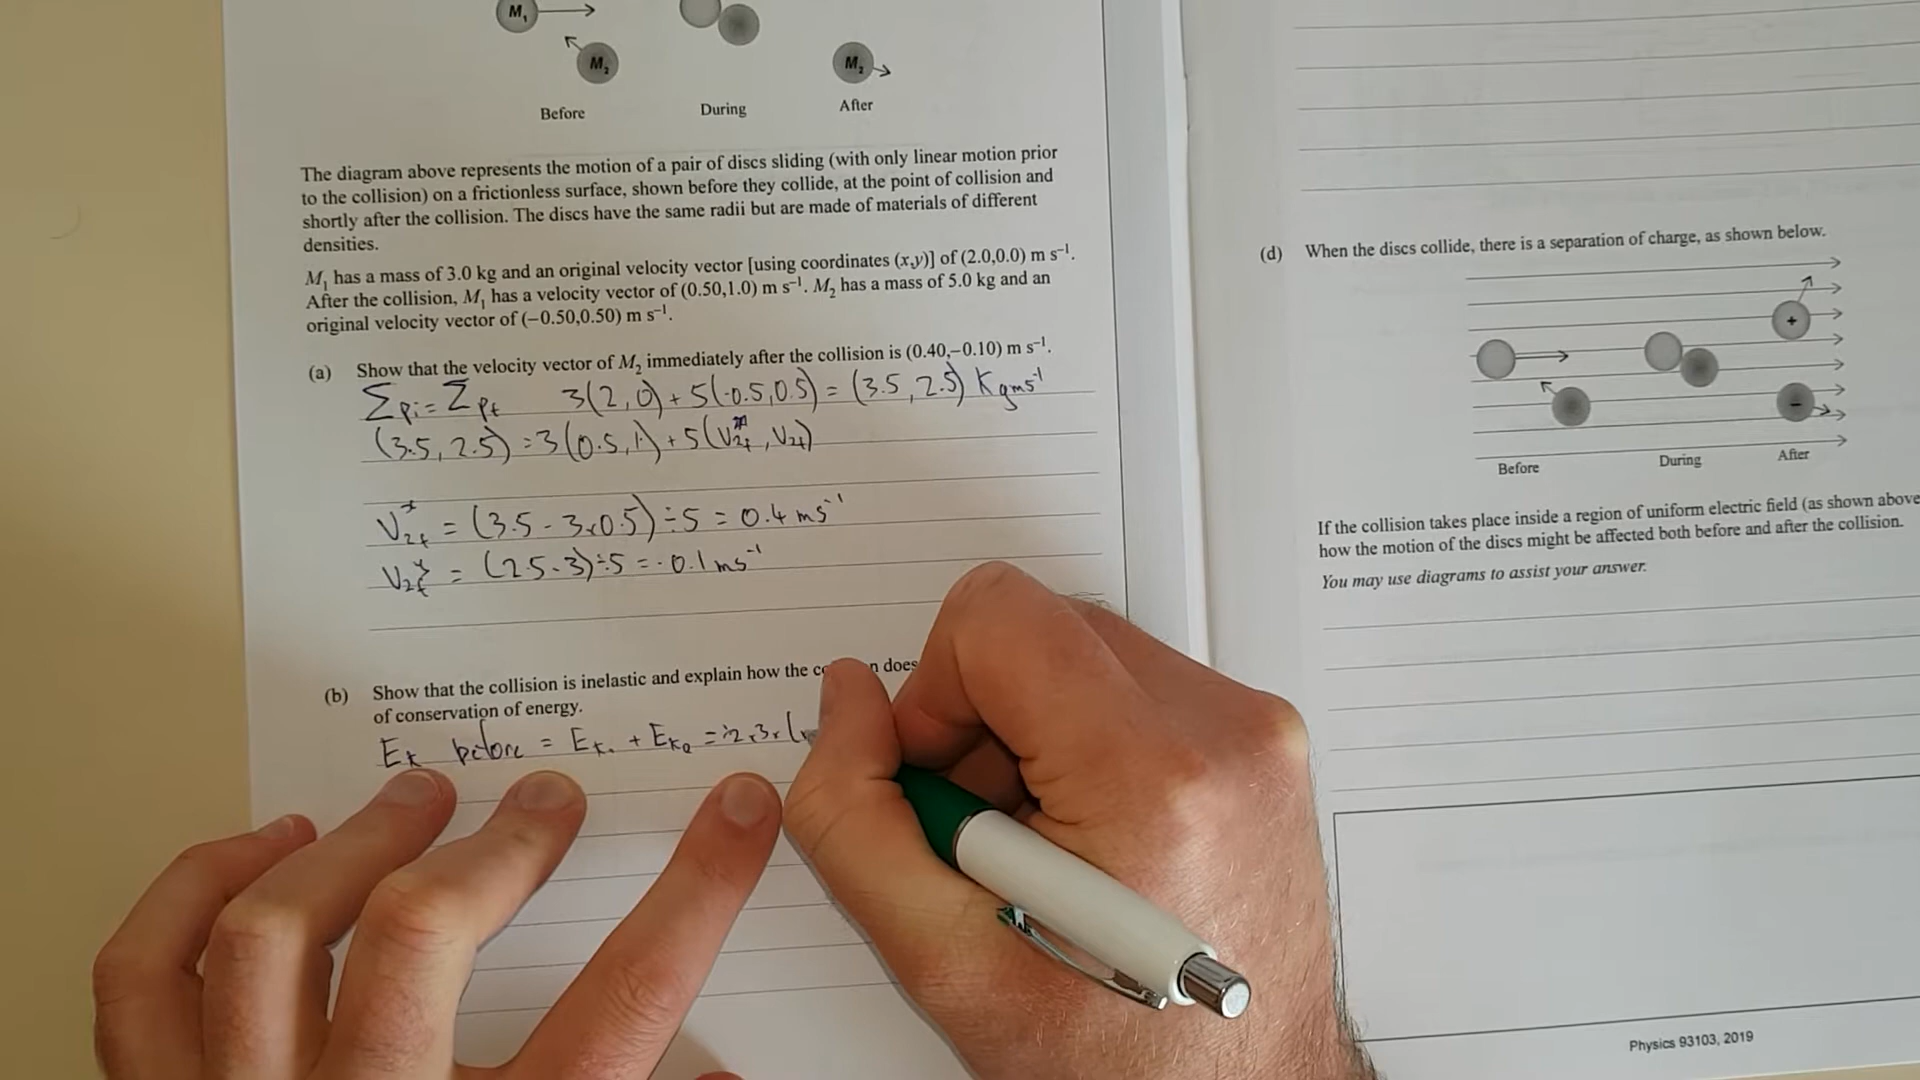 M₁
M₂
M₂
Before During After
The diagram above represents the motion of a pair of discs sliding (with only linear motion prior
to the collision) on a frictionless surface, shown before they collide, at the point of collision and
shortly after the collision. The discs have the same radii but are made of materials of different
densities.
M₁ has a mass of 3.0 kg and an original velocity vector [using coordinates (x,y)] of (2.0,0.0) m s⁻¹.
After the collision, M₁ has a velocity vector of (0.50,1.0) m s⁻¹. M₂ has a mass of 5.0 kg and an
original velocity vector of (−0.50,0.50) m s⁻¹.
(a) Show that the velocity vector of M₂ immediately after the collision is (0.40,−0.10) m s⁻¹.
Σpi = Σpf 3(2,0) + 5(-0.5,0.5) = (3.5, 2.5) Kgms⁻¹
(3.5, 2.5) = 3(0.5, 1) + 5(V₂f, V₂f)
V₂fˣ = (3.5 - 3x0.5) ÷ 5 = 0.4 ms⁻¹
V₂fʸ = (2.5 - 3) ÷ 5 = -0.1 ms⁻¹
(b) Show that the collision is inelastic and explain how the does
of conservation of energy.
Eₖ before = Eₖ + Eₖ =
(d) When the discs collide, there is a separation of charge, as shown below.
+
−
Before During After
If the collision takes place inside a region of uniform electric field (as shown above
how the motion of the discs might be affected both before and after the collision.
You may use diagrams to assist your answer.
Physics 93103, 2019